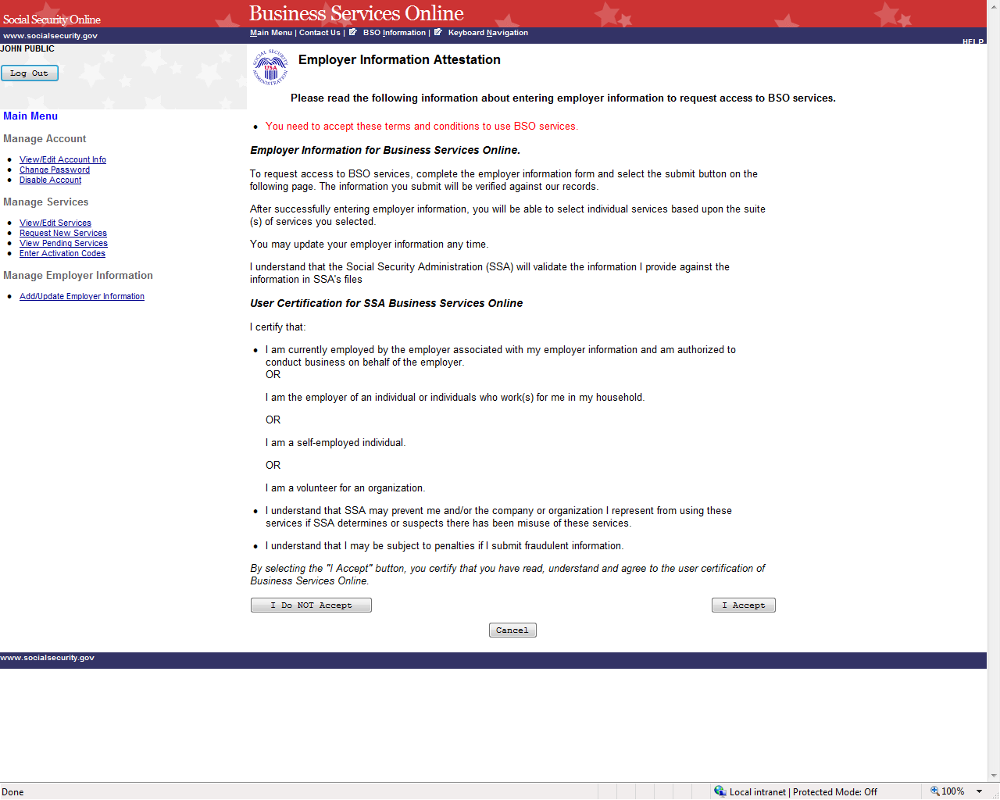 Social Security Online
Business Services Online
www.socialsecurity.gov
Main Menu | Contact Us | BSO Information | Keyboard Navigation
HELP
JOHN PUBLIC
Log Out
Main Menu
Manage Account
View/Edit Account Info
Change Password
Disable Account
Manage Services
View/Edit Services
Request New Services
View Pending Services
Enter Activation Codes
Manage Employer Information
Add/Update Employer Information
SOCIAL SECURITY
USA
ADMINISTRATION
Employer Information Attestation
Please read the following information about entering employer information to request access to BSO services.
• You need to accept these terms and conditions to use BSO services.
Employer Information for Business Services Online.
To request access to BSO services, complete the employer information form and select the submit button on the
following page. The information you submit will be verified against our records.
After successfully entering employer information, you will be able to select individual services based upon the suite
(s) of services you selected.
You may update your employer information any time.
I understand that the Social Security Administration (SSA) will validate the information I provide against the
information in SSA's files
User Certification for SSA Business Services Online
I certify that:
• I am currently employed by the employer associated with my employer information and am authorized to
conduct business on behalf of the employer.
OR
I am the employer of an individual or individuals who work(s) for me in my household.
OR
I am a self-employed individual.
OR
I am a volunteer for an organization.
• I understand that SSA may prevent me and/or the company or organization I represent from using these
services if SSA determines or suspects there has been misuse of these services.
• I understand that I may be subject to penalties if I submit fraudulent information.
By selecting the "I Accept" button, you certify that you have read, understand and agree to the user certification of
Business Services Online.
I Do NOT Accept
I Accept
Cancel
www.socialsecurity.gov
Done
Local intranet | Protected Mode: Off
100%